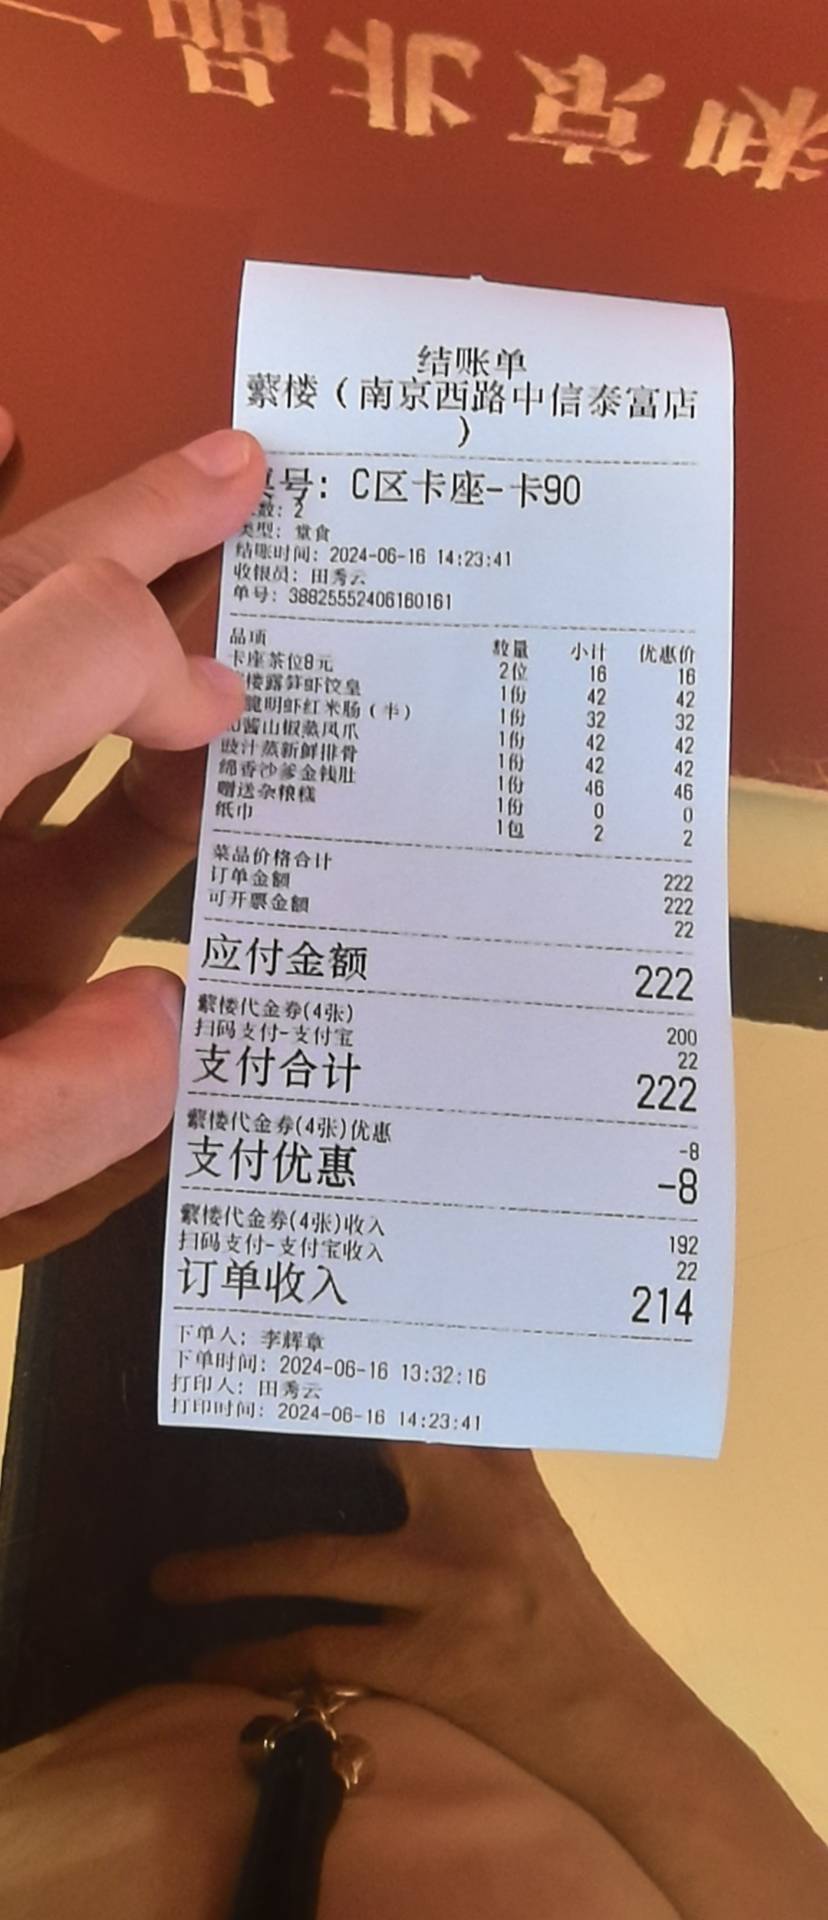 品北京烤
结账单
蘩楼（南京西路中信泰富店
）
号: C区卡座-卡90
数: 2
类型: 堂食
结账时间: 2024-06-16 14:23:41
收银员: 田秀云
单号: 38825552406160161
品项 数量 小计 优惠价
卡座茶位8元 2位 16 16
楼露笋虾饺皇 1份 42 42
脆明虾红米肠（半） 1份 32 32
酱山椒蒸凤爪 1份 42 42
豉汁蒸新鲜排骨 1份 42 42
绵香沙爹金钱肚 1份 46 46
赠送杂粮糕 1份 0 0
纸巾 1包 2 2
菜品价格合计 222
订单金额 222
可开票金额 22
应付金额 222
蘩楼代金券(4张) 200
扫码支付-支付宝 22
支付合计 222
蘩楼代金券(4张)优惠 -8
支付优惠 -8
蘩楼代金券(4张)收入 192
扫码支付-支付宝收入 22
订单收入 214
下单人: 李辉章
下单时间: 2024-06-16 13:32:16
打印人: 田秀云
打印时间: 2024-06-16 14:23:41